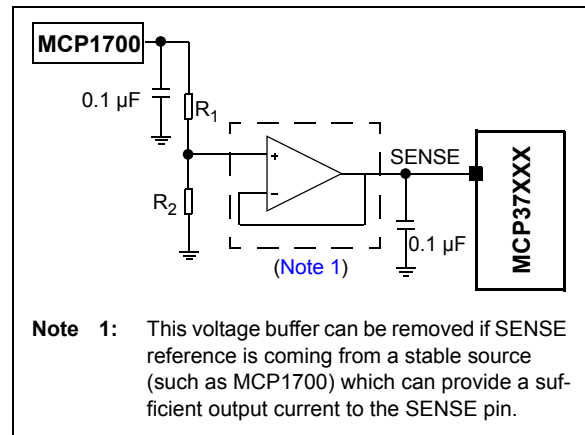 MCP1700
0.1 µF
R1
+
SENSE
–
R2
0.1 µF
MCP37XXX
(Note 1)
Note 1: This voltage buffer can be removed if SENSE
reference is coming from a stable source
(such as MCP1700) which can provide a suf-
ficient output current to the SENSE pin.